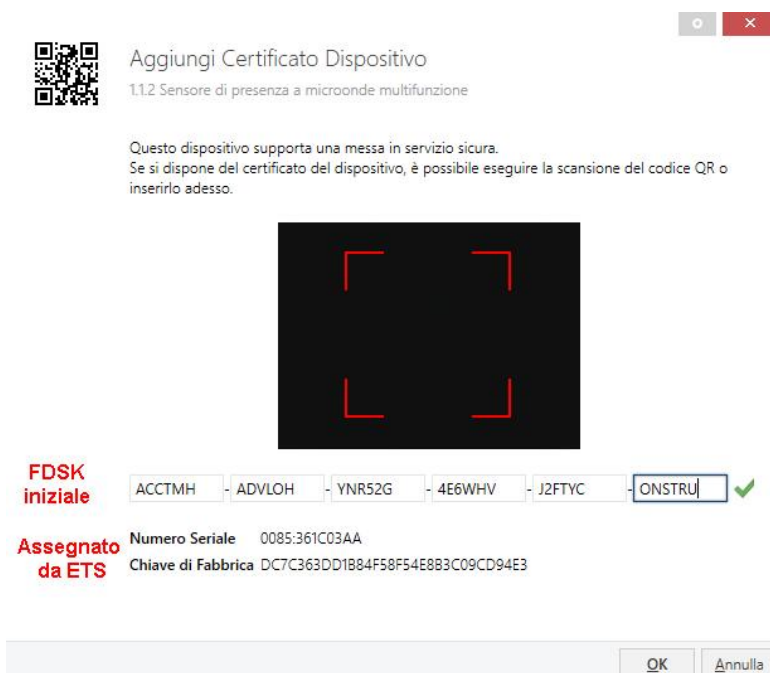 Aggiungi Certificato Dispositivo
1.1.2 Sensore di presenza a microonde multifunzione
Questo dispositivo supporta una messa in servizio sicura.
Se si dispone del certificato del dispositivo, è possibile eseguire la scansione del codice QR o
inserirlo adesso.
FDSK
iniziale
ACCTMH - ADVLOH - YNR52G - 4E6WHV - J2FTYC - ONSTRU
Assegnato
da ETS
Numero Seriale 0085:361C03AA
Chiave di Fabbrica DC7C363DD1B84F58F54E8B3C09CD94E3
OK Annulla